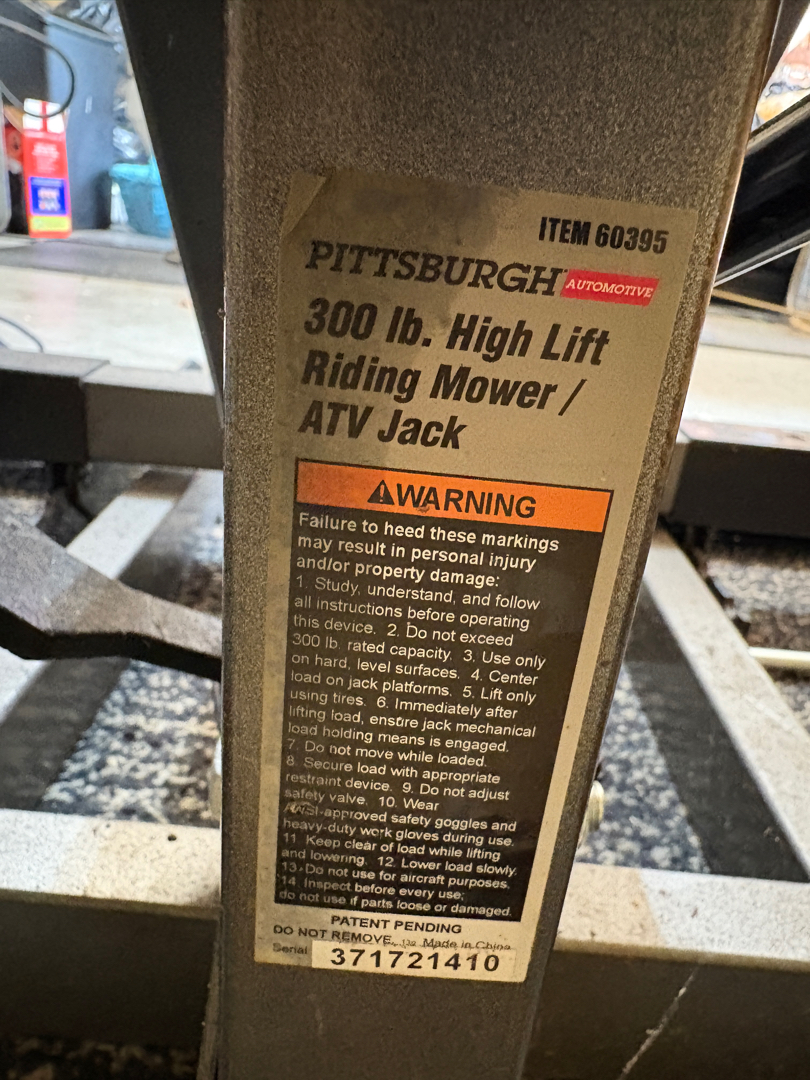 ITEM 60395
PITTSBURGH AUTOMOTIVE
300 lb. High Lift
Riding Mower /
ATV Jack
WARNING
Failure to heed these markings
may result in personal injury
and/or property damage:
1. Study, understand, and follow
all instructions before operating
this device. 2. Do not exceed
300 lb. rated capacity. 3. Use only
on hard, level surfaces. 4. Center
load on jack platforms. 5. Lift only
using tires. 6. Immediately after
lifting load, ensure jack mechanical
load holding means is engaged.
7. Do not move while loaded.
8. Secure load with appropriate
restraint device. 9. Do not adjust
safety valve. 10. Wear
ANSI-approved safety goggles and
heavy-duty work gloves during use.
11. Keep clear of load while lifting
and lowering. 12. Lower load slowly.
13. Do not use for aircraft purposes.
14. Inspect before every use;
do not use if parts loose or damaged.
PATENT PENDING
DO NOT REMOVE. Made in China
Serial 371721410